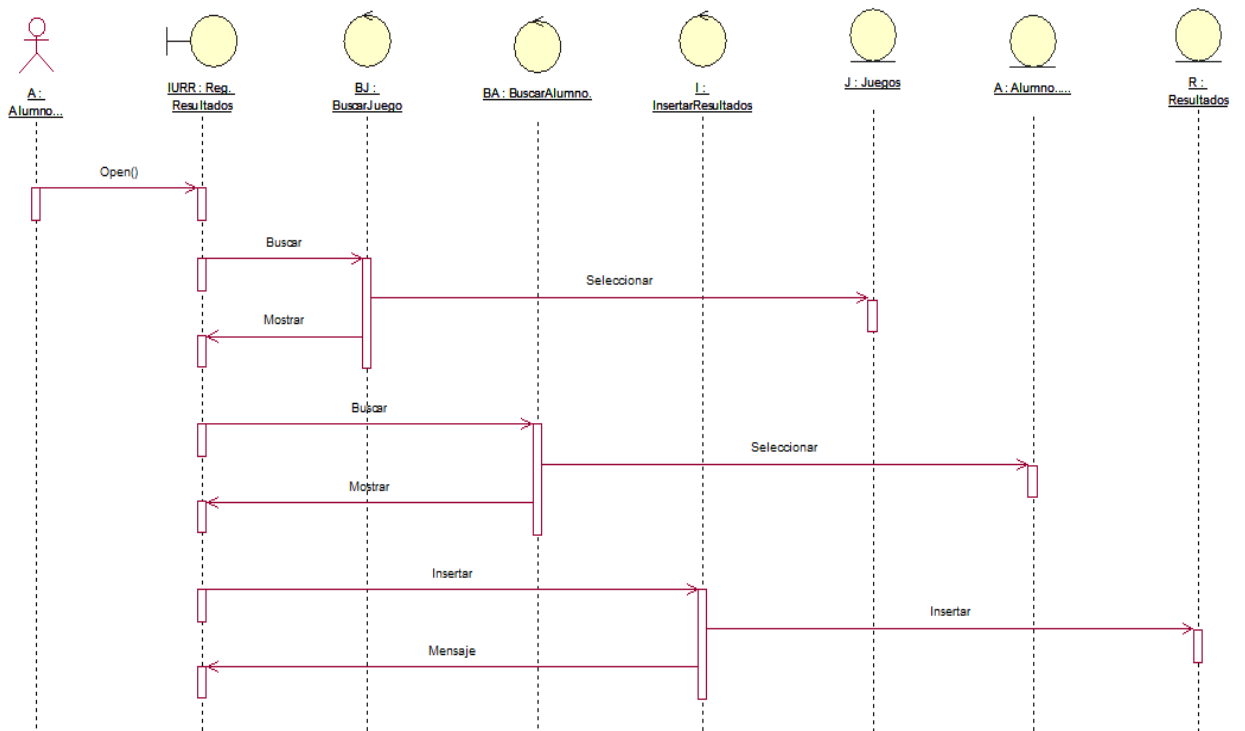 A :
Alumno...
IURR : Reg.
Resultados
BJ :
BuscarJuego
BA : BuscarAlumno.
I :
InsertarResultados
J : Juegos
A : Alumno.....
R :
Resultados
Open()
Buscar
Seleccionar
Mostrar
Buscar
Seleccionar
Mostrar
Insertar
Insertar
Mensaje